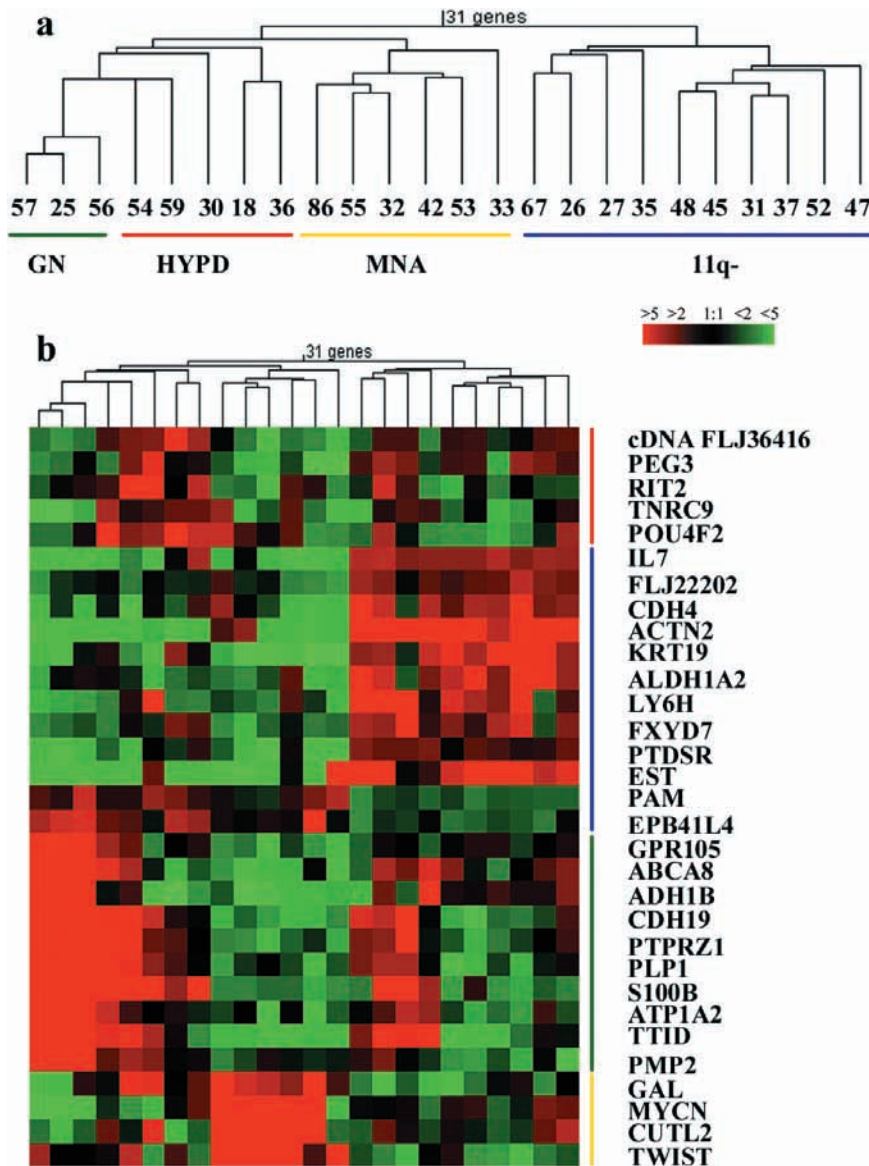 a
31 genes
57 25 56 54 59 30 18 36 86 55 32 42 53 33 67 26 27 35 48 45 31 37 52 47
GN HYPD MNA 11q-
>5 >2 1:1 <2 <5
b
31 genes
cDNA FLJ36416
PEG3
RIT2
TNRC9
POU4F2
IL7
FLJ22202
CDH4
ACTN2
KRT19
ALDH1A2
LY6H
FXYD7
PTDSR
EST
PAM
EPB41L4
GPR105
ABCA8
ADH1B
CDH19
PTPRZ1
PLP1
S100B
ATP1A2
TTID
PMP2
GAL
MYCN
CUTL2
TWIST